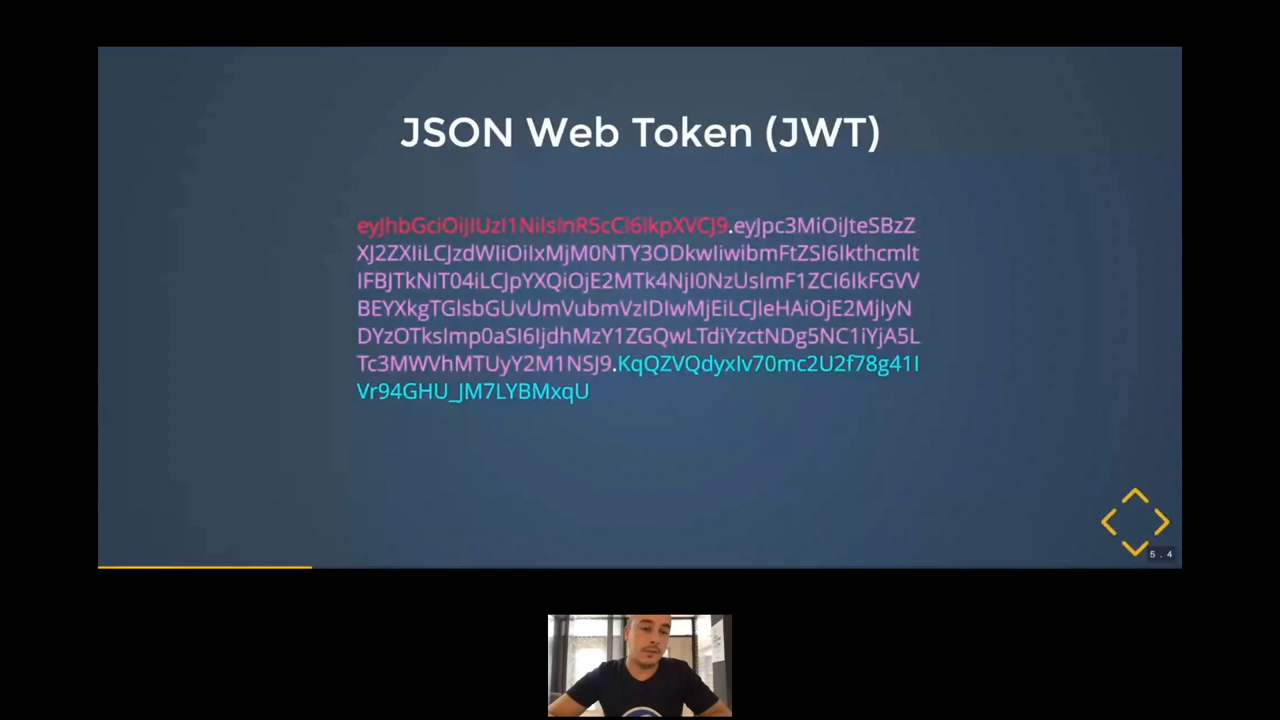 JSON Web Token (JWT)
eyJhbGciOiJIUzI1NiIsInR5cCI6IkpXVCJ9.eyJpc3MiOiJteSBzZ
XJ2ZXIiLCJzdWIiOiIxMjM0NTY3ODkwIiwibmFtZSI6Ikthcmlt
IFBJTkNIT04iLCJpYXQiOjE2MTk4NjI0NzUsImF1ZCI6IkFGVV
BEYXkgTGlsbGUvUmVubmVzIDIwMjEiLCJleHAiOjE2MjIyN
DYzOTksImp0aSI6IjdhMzY1ZGQwLTdiYzctNDg5NC1iYjA5L
Tc3MWVhMTUyY2M1NSJ9.KqQZVQdyxIv70mc2U2f78g41I
Vr94GHU_JM7LYBMxqU
5.4